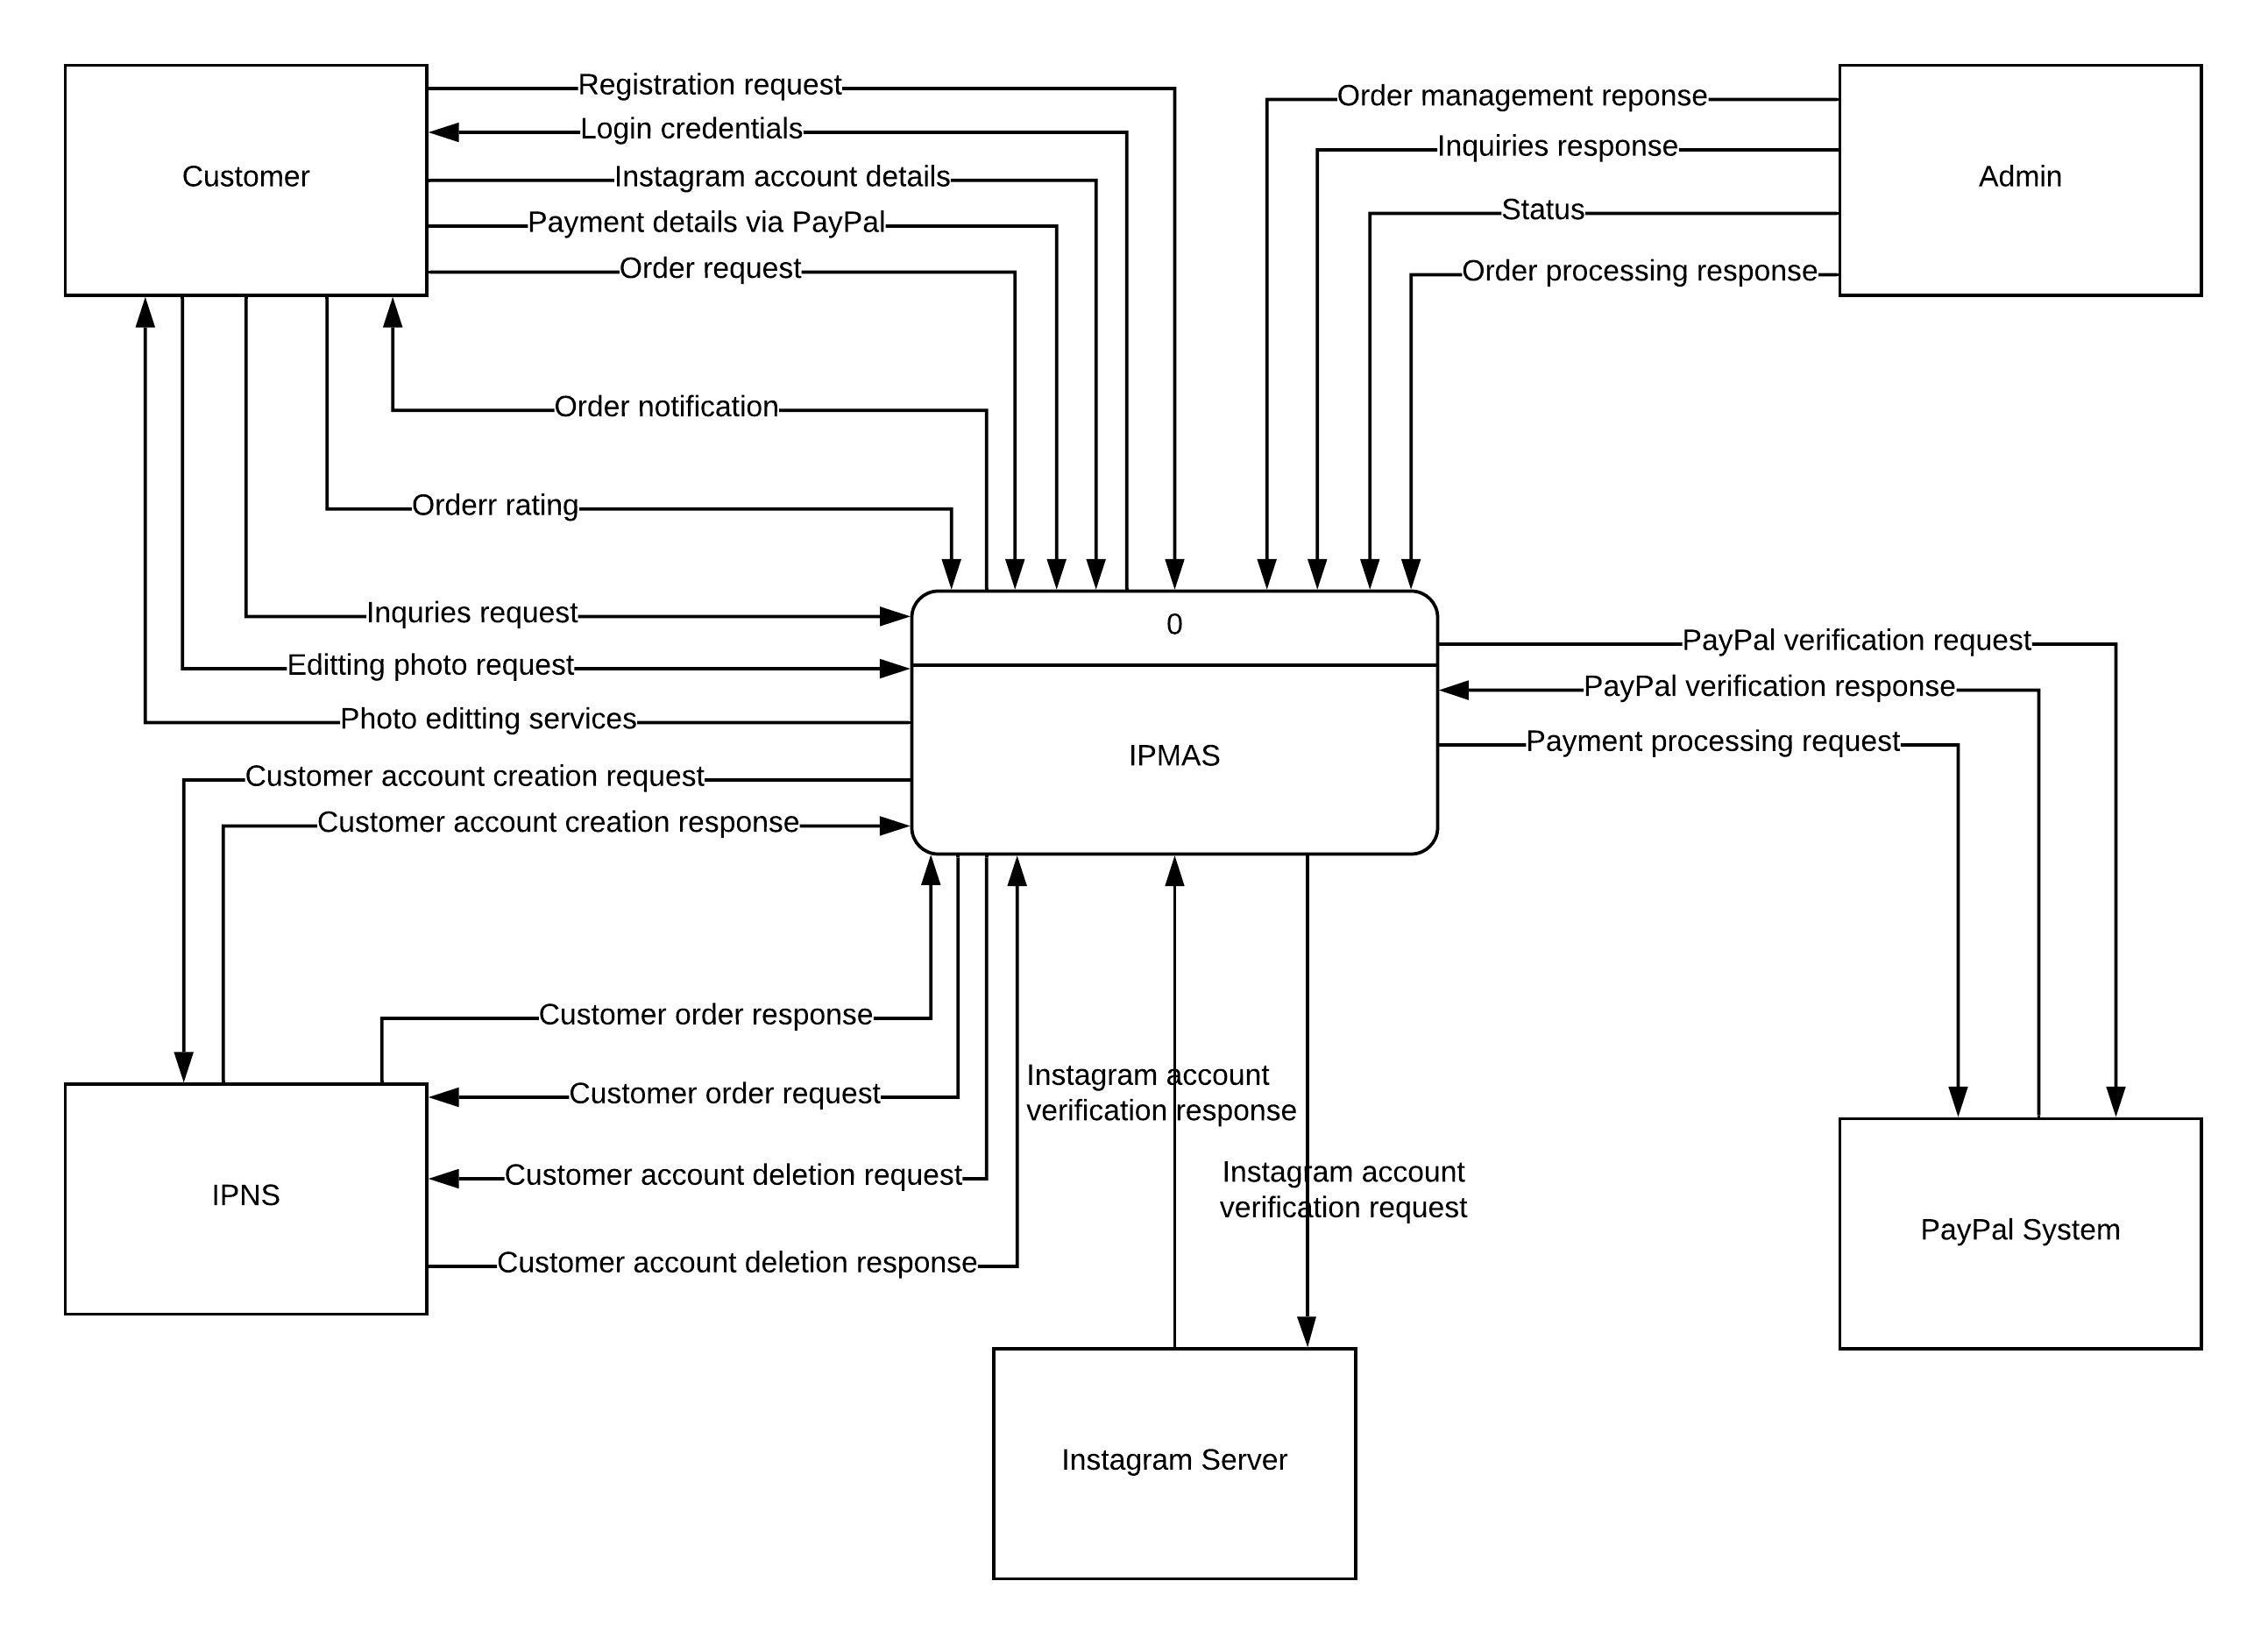 Registration request
Order management reponse
Login credentials
Inquiries response
Customer
Instagram account details
Admin
Payment details via PayPal
Status
Order request
Order processing response
Order notification
Orderr rating
Inquries request
0
Editting photo request
PayPal verification request
PayPal verification response
Photo editting services
Payment processing request
IPMAS
Customer account creation request
Customer account creation response
Customer order response
Instagram account
verification response
Customer order request
Customer account deletion request
Instagram account
verification request
IPNS
PayPal System
Customer account deletion response
Instagram Server